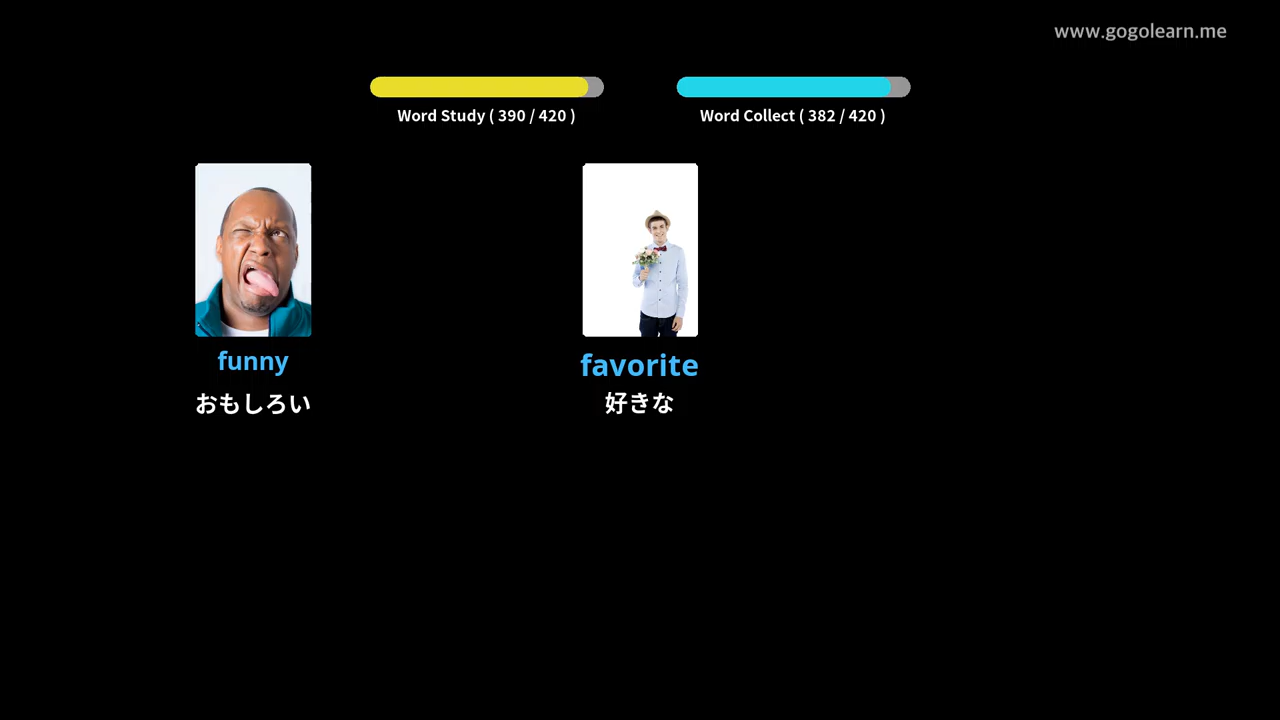 www.gogolearn.me
Word Study ( 390 / 420 )
Word Collect ( 382 / 420 )
funny
favorite
おもしろい
好きな